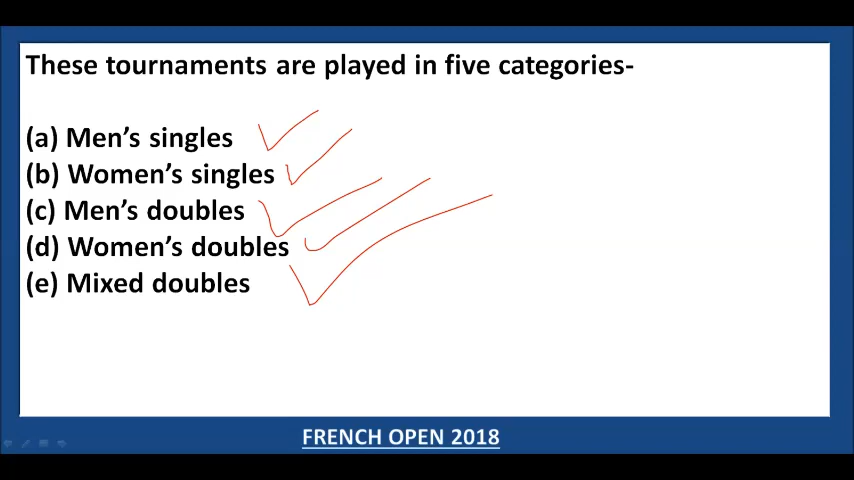 These tournaments are played in five categories-
(a) Men’s singles
(b) Women’s singles
(c) Men’s doubles
(d) Women’s doubles
(e) Mixed doubles
FRENCH OPEN 2018